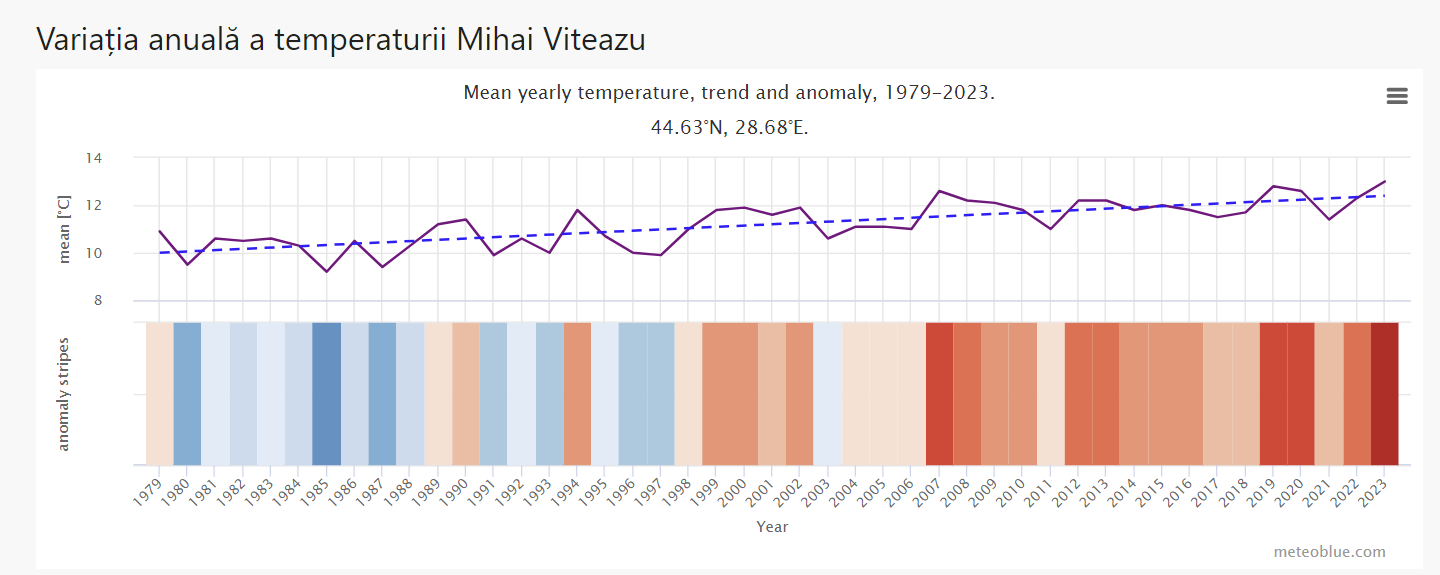 Variația anuală a temperaturii Mihai Viteazu
Mean yearly temperature, trend and anomaly, 1979–2023.
44.63°N, 28.68°E.
mean [°C]
14
12
10
8
anomaly stripes
1979 1980 1981 1982 1983 1984 1985 1986 1987 1988 1989 1990 1991 1992 1993 1994 1995 1996 1997 1998 1999 2000 2001 2002 2003 2004 2005 2006 2007 2008 2009 2010 2011 2012 2013 2014 2015 2016 2017 2018 2019 2020 2021 2022 2023
Year
meteoblue.com